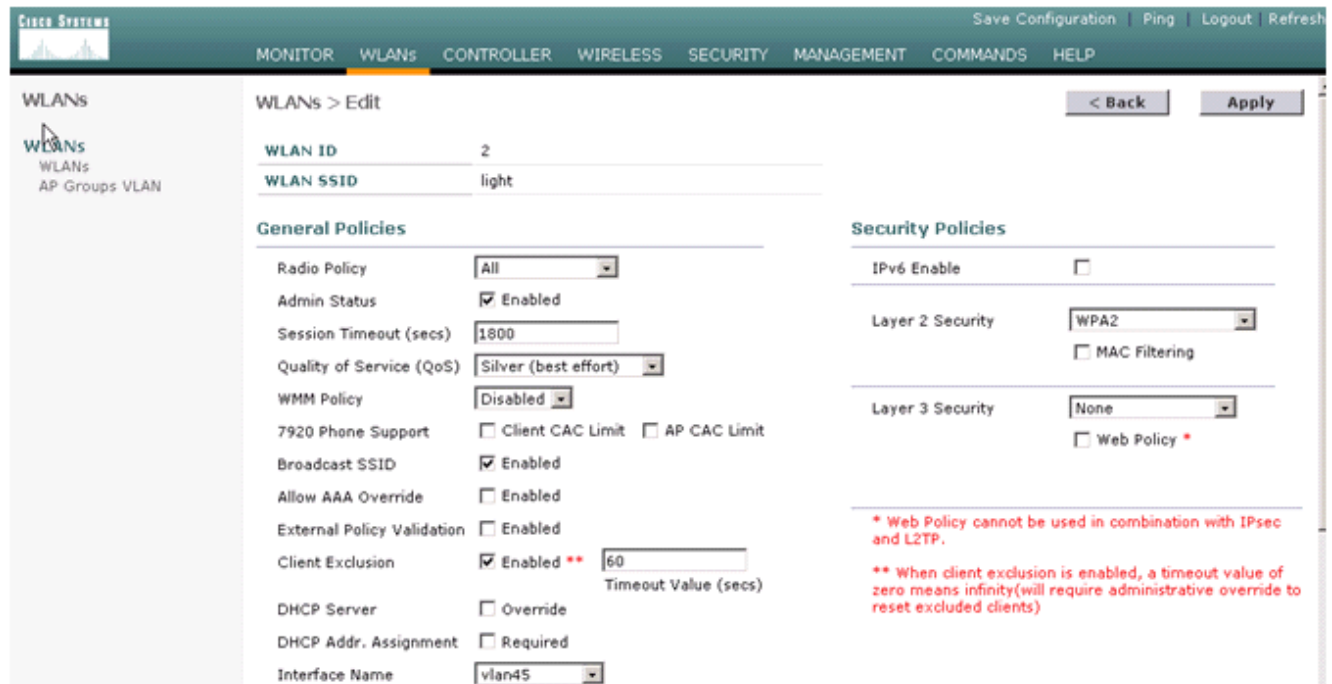 CISCO SYSTEMS
Save Configuration | Ping | Logout | Refresh
MONITOR WLANs CONTROLLER WIRELESS SECURITY MANAGEMENT COMMANDS HELP
WLANs
WLANs
WLANs
AP Groups VLAN
WLANs > Edit
< Back
Apply
WLAN ID 2
WLAN SSID light
General Policies
Radio Policy All
Admin Status Enabled
Session Timeout (secs) 1800
Quality of Service (QoS) Silver (best effort)
WMM Policy Disabled
7920 Phone Support Client CAC Limit AP CAC Limit
Broadcast SSID Enabled
Allow AAA Override Enabled
External Policy Validation Enabled
Client Exclusion Enabled ** 60
Timeout Value (secs)
DHCP Server Override
DHCP Addr. Assignment Required
Interface Name vlan45
Security Policies
IPv6 Enable
Layer 2 Security WPA2
MAC Filtering
Layer 3 Security None
Web Policy *
* Web Policy cannot be used in combination with IPsec
and L2TP.
** When client exclusion is enabled, a timeout value of
zero means infinity(will require administrative override to
reset excluded clients)